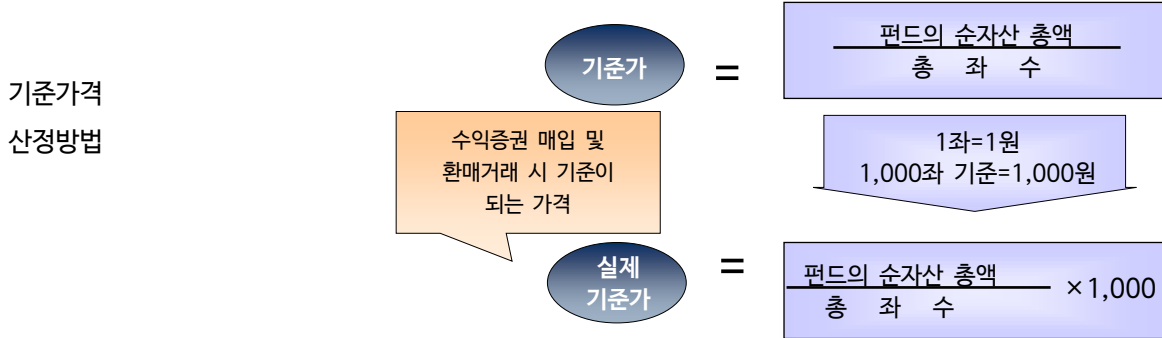 기준가격
산정방법
기준가
=
펀드의 순자산 총액
총 좌 수
수익증권 매입 및
환매거래 시 기준이
되는 가격
1좌=1원
1,000좌 기준=1,000원
실제
기준가
=
펀드의 순자산 총액
총 좌 수
×1,000